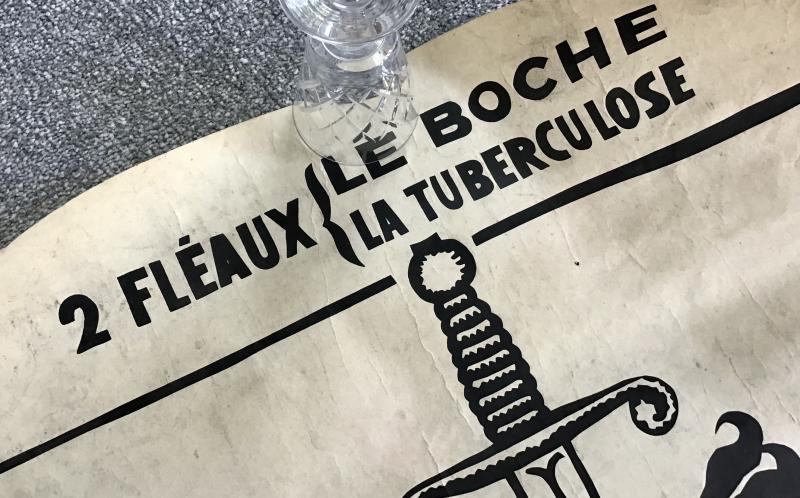 LE BOCHE
2 FLÉAUX { LA TUBERCULOSE